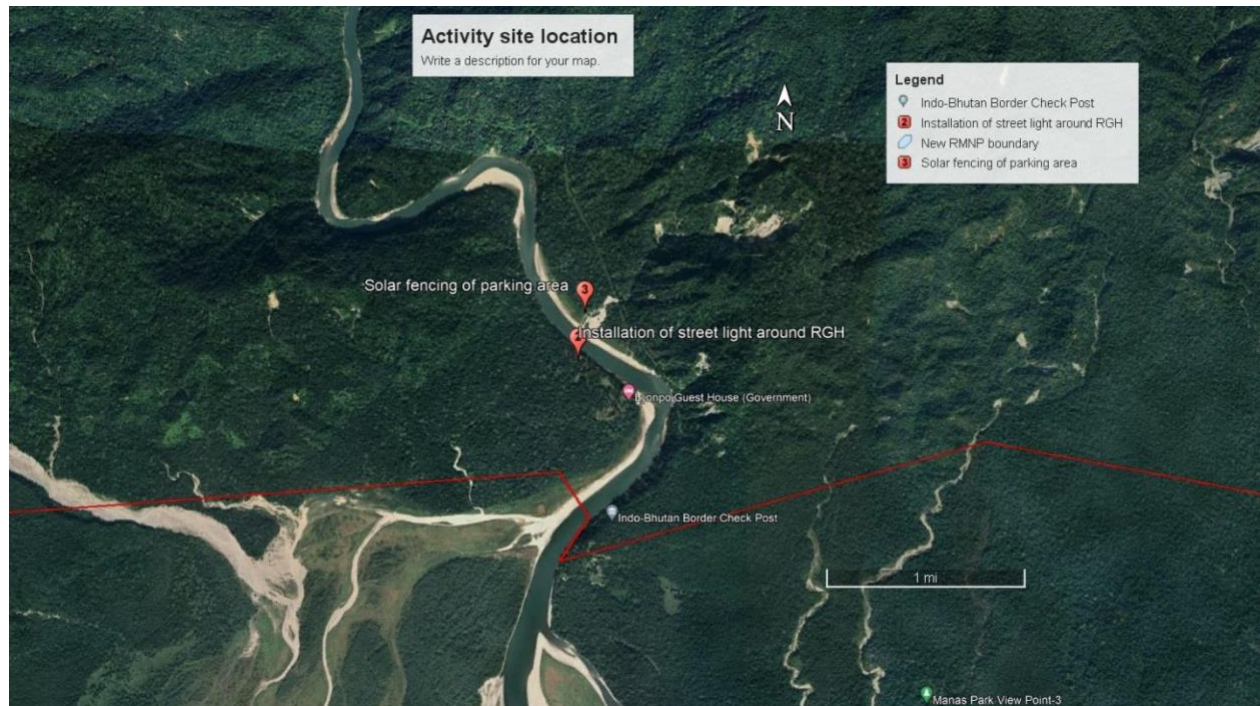 Activity site location
Write a description for your map.
Legend
Indo-Bhutan Border Check Post
2 Installation of street light around RGH
New RMNP boundary
3 Solar fencing of parking area
N
Solar fencing of parking area
3
Installation of street light around RGH
Guest House (Government)
Indo-Bhutan Border Check Post
1 mi
Manas Park View Point-3